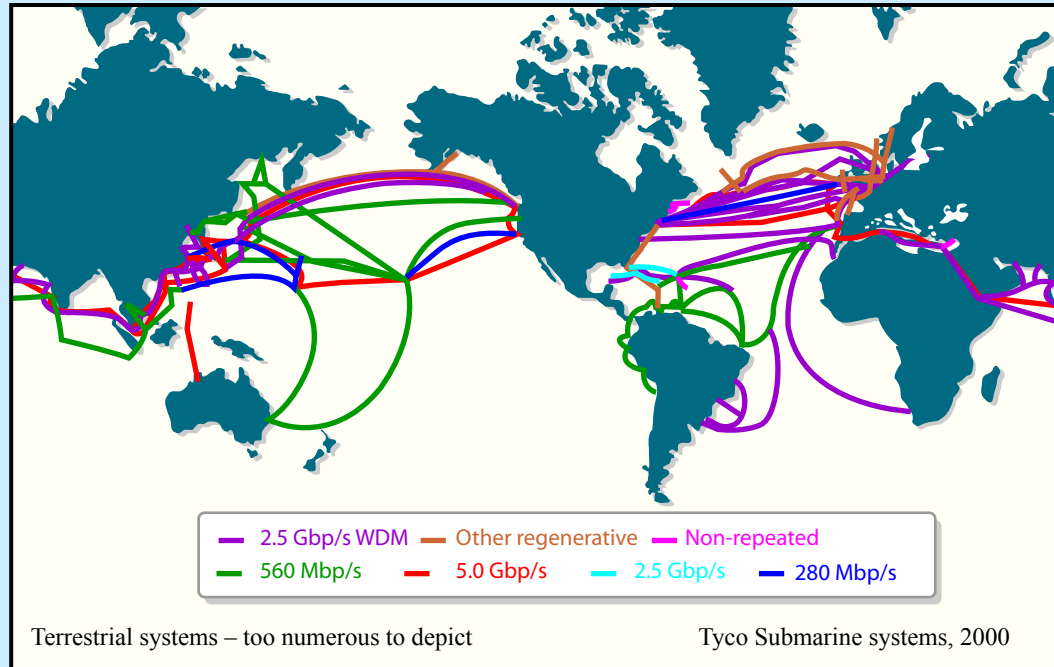 2.5 Gbp/s WDM Other regenerative Non-repeated
560 Mbp/s 5.0 Gbp/s 2.5 Gbp/s 280 Mbp/s
Terrestrial systems – too numerous to depict Tyco Submarine systems, 2000